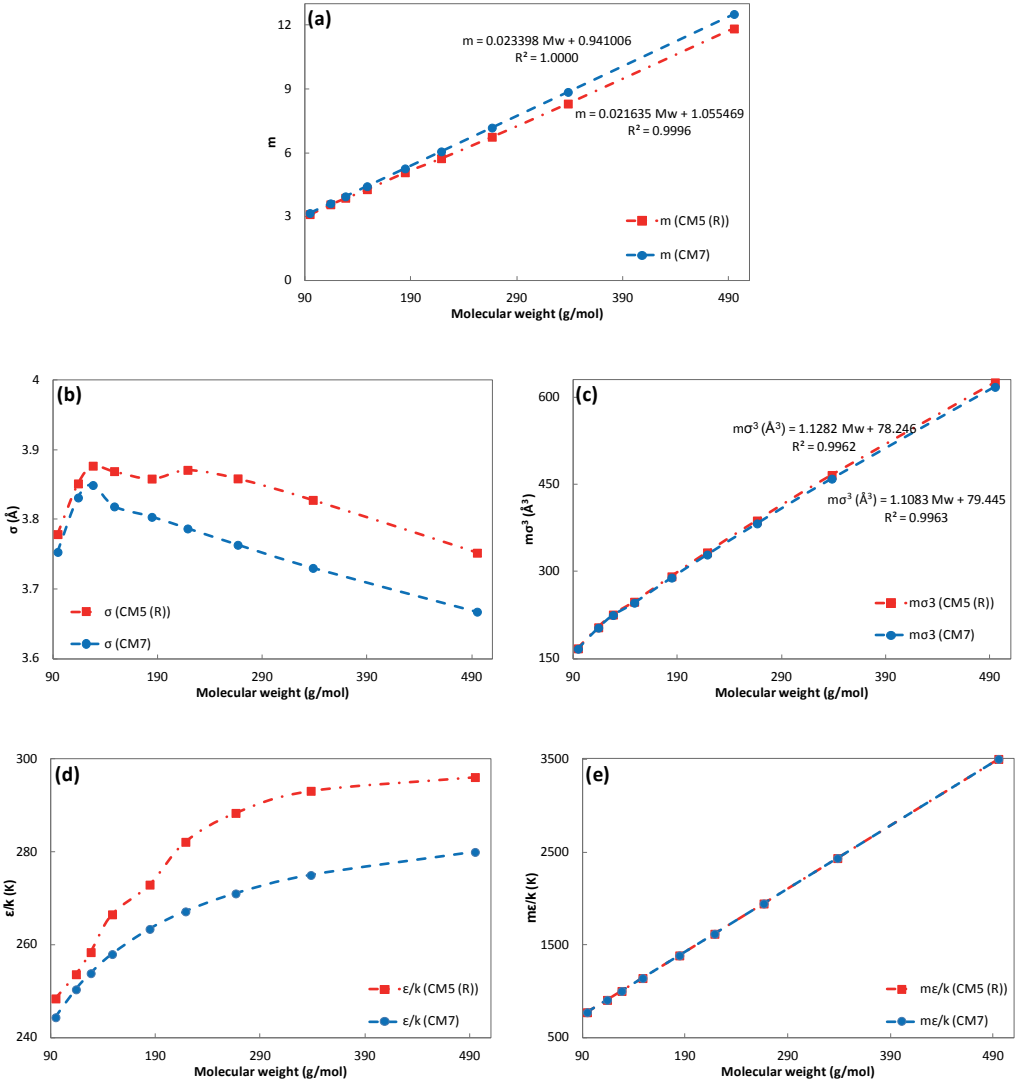 (a)
m
12
9
6
3
0
m = 0.023398 Mw + 0.941006
R² = 1.0000
m = 0.021635 Mw + 1.055469
R² = 0.9996
m (CM5 (R))
m (CM7)
90 190 290 390 490
Molecular weight (g/mol)
(b)
σ (Å)
4
3.9
3.8
3.7
3.6
σ (CM5 (R))
σ (CM7)
90 190 290 390 490
Molecular weight (g/mol)
(c)
mσ³ (Å³)
600
450
300
150
mσ³ (Å³) = 1.1282 Mw + 78.246
R² = 0.9962
mσ³ (Å³) = 1.1083 Mw + 79.445
R² = 0.9963
mσ3 (CM5 (R))
mσ3 (CM7)
90 190 290 390 490
Molecular weight (g/mol)
(d)
ε/k (K)
300
280
260
240
ε/k (CM5 (R))
ε/k (CM7)
90 190 290 390 490
Molecular weight (g/mol)
(e)
mε/k (K)
3500
2500
1500
500
mε/k (CM5 (R))
mε/k (CM7)
90 190 290 390 490
Molecular weight (g/mol)